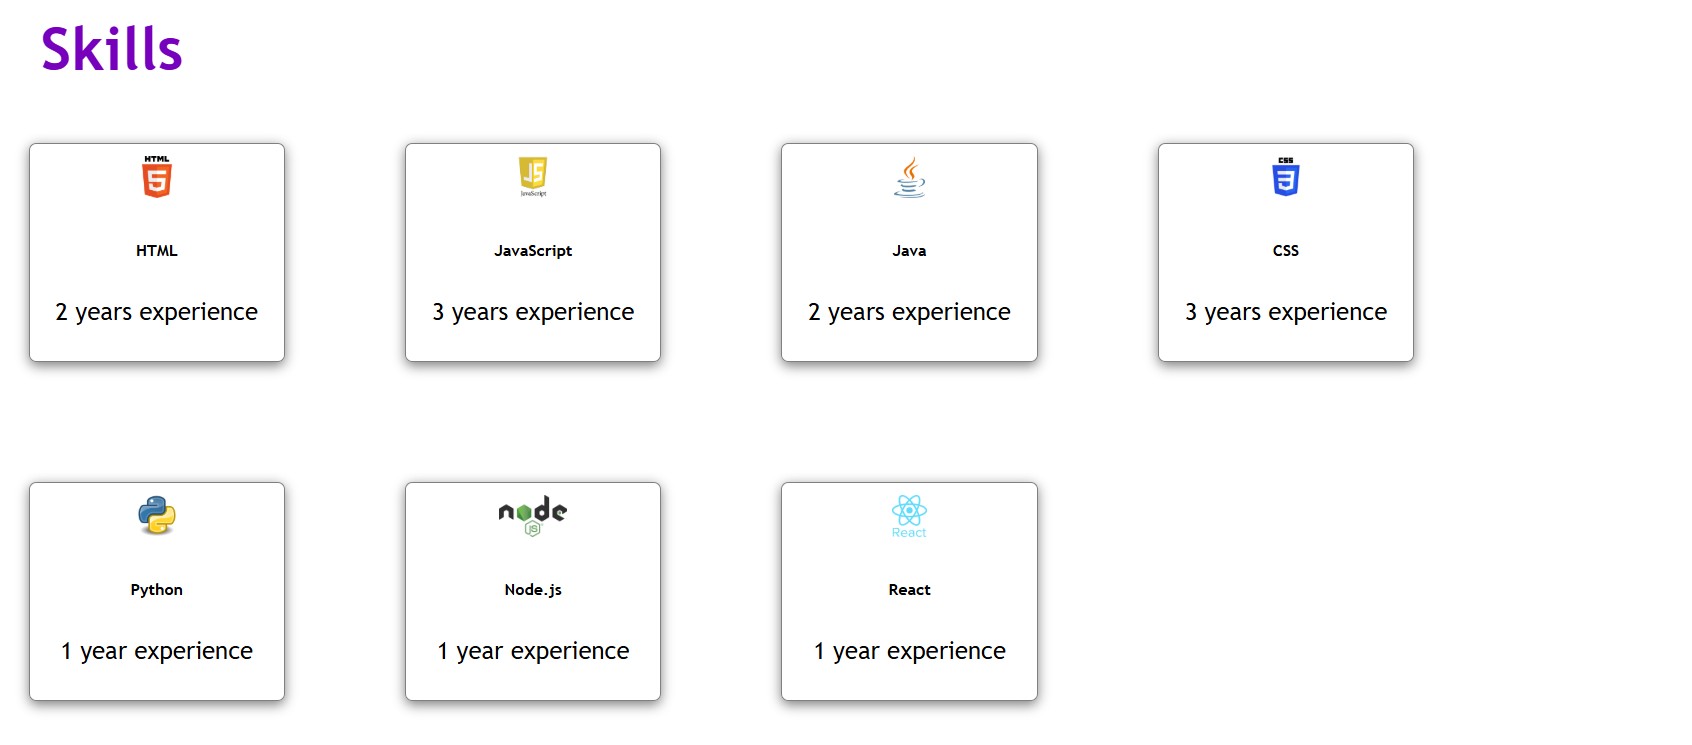 Skills
HTML
5
HTML
2 years experience
JS
JavaScript
JavaScript
3 years experience
Java
2 years experience
CSS
3
CSS
3 years experience
Python
1 year experience
node
JS
Node.js
1 year experience
React
React
1 year experience